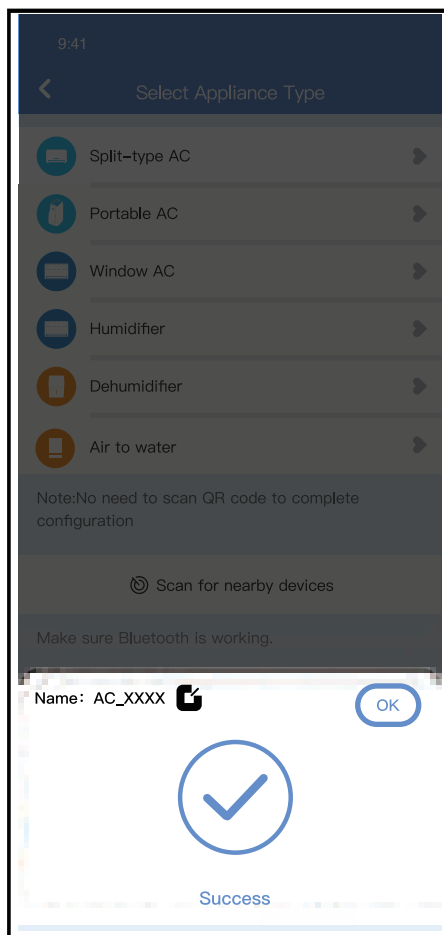 9:41
Select Appliance Type
Split-type AC
Portable AC
Window AC
Humidifier
Dehumidifier
Air to water
Note:No need to scan QR code to complete
configuration
Scan for nearby devices
Make sure Bluetooth is working.
Name: AC_XXXX
OK
Success